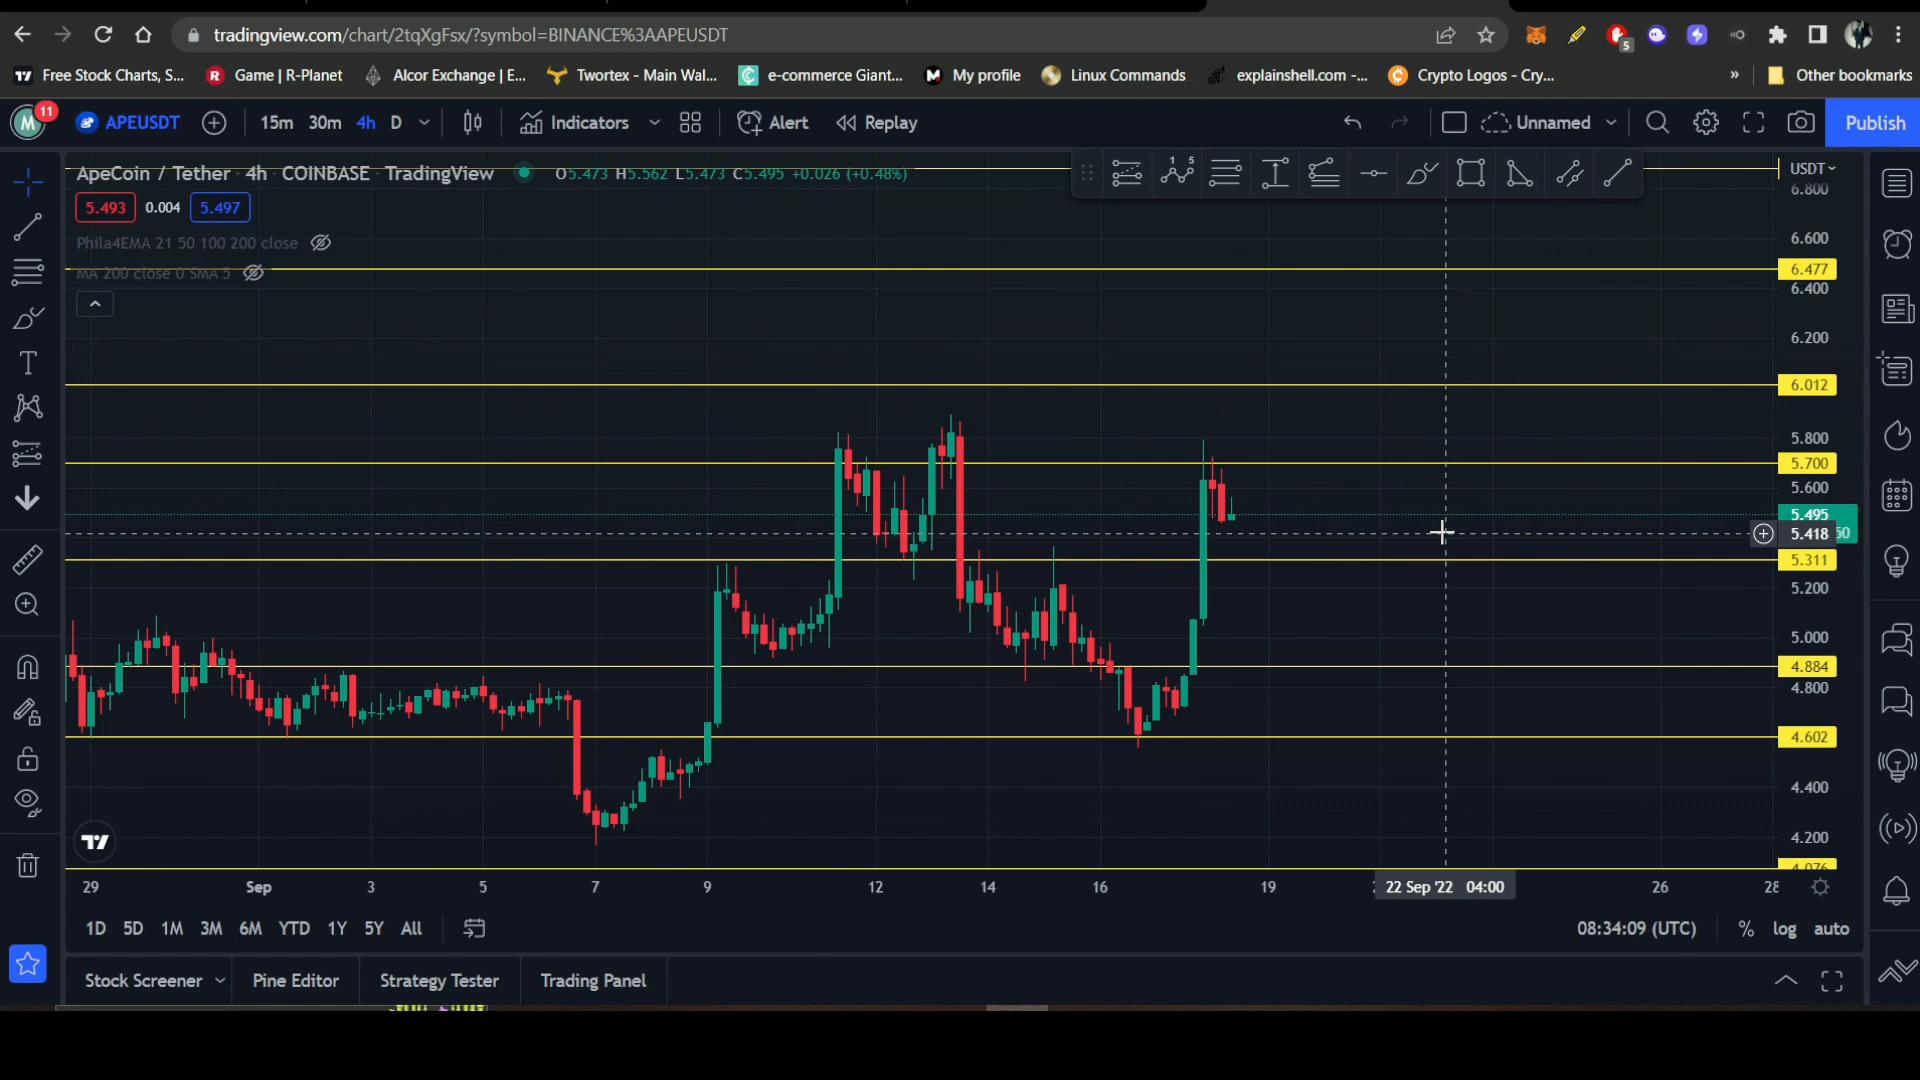 tradingview.com/chart/2tqXgFsx/?symbol=BINANCE%3AAPEUSDT
5
Free Stock Charts, S...
R
Game | R-Planet
Alcor Exchange | E...
Twortex - Main Wal...
e-commerce Giant...
My profile
Linux Commands
explainshell.com -...
Crypto Logos - Cry...
»
Other bookmarks
M
11
APEUSDT
15m
30m
4h
D
Indicators
Alert
Replay
Unnamed
Publish
ApeCoin / Tether · 4h · COINBASE · TradingView
O5.473 H5.562 L5.473 C5.495 +0.026 (+0.48%)
5.493
0.004
5.497
Phila4EMA 21 50 100 200 close
MA 200 close 0 SMA 5
1 5
USDT
6.800
6.600
6.477
6.400
6.200
6.012
5.800
5.700
5.600
5.495
5.418
50
5.311
5.200
5.000
4.884
4.800
4.602
4.400
4.200
4.076
29
Sep
3
5
7
9
12
14
16
19
22 Sep '22 04:00
26
28
1D
5D
1M
3M
6M
YTD
1Y
5Y
All
08:34:09 (UTC)
%
log
auto
Stock Screener
Pine Editor
Strategy Tester
Trading Panel